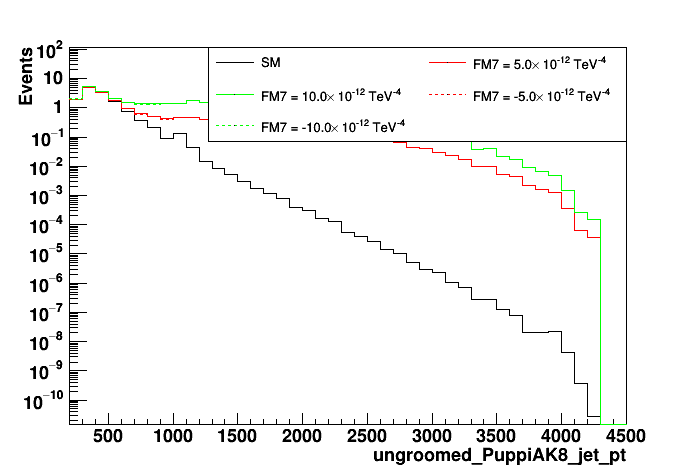 Events
10²
10
1
10⁻¹
10⁻²
10⁻³
10⁻⁴
10⁻⁵
10⁻⁶
10⁻⁷
10⁻⁸
10⁻⁹
10⁻¹⁰
SM
FM7 = 5.0× 10⁻¹² TeV⁻⁴
FM7 = 10.0× 10⁻¹² TeV⁻⁴
FM7 = -5.0× 10⁻¹² TeV⁻⁴
FM7 = -10.0× 10⁻¹² TeV⁻⁴
500 1000 1500 2000 2500 3000 3500 4000 4500
ungroomed_PuppiAK8_jet_pt